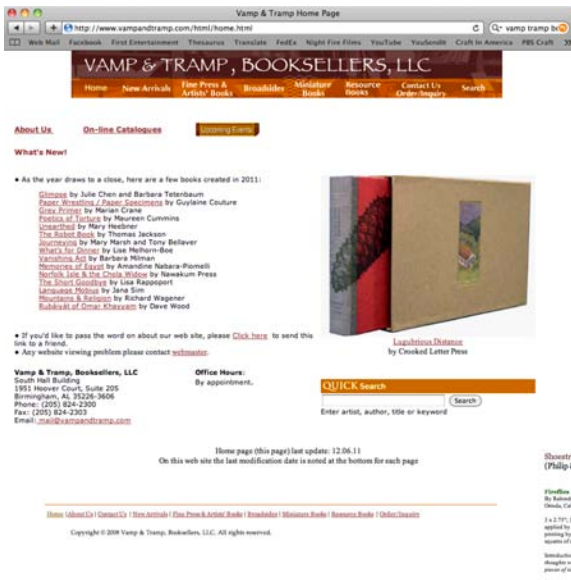 Vamp & Tramp Home Page
http://www.vampandtramp.com/html/home.html
vamp tramp bo
Web Mail Facebook First Entertainment Thesaurus Translate FedEx Night Fire Films YouTube YouSendIt Craft In America PBS Craft
VAMP & TRAMP, BOOKSELLERS, LLC
Home New Arrivals Fine Press & Artists' Books Broadsides Miniature Books Resource Books Contact Us Order/Inquiry Search
About Us On-line Catalogues Upcoming Events
What's New!
• As the year draws to a close, here are a few books created in 2011:
Glimpse by Julie Chen and Barbara Tetenbaum
Paper Wrestling / Paper Specimens by Guylaine Couture
Grey Primer by Marian Crane
Poetics of Torture by Maureen Cummins
Unearthed by Mary Heebner
The Robot Book by Thomas Jackson
Journeying by Mary Marsh and Tony Bellaver
What's for Dinner by Lise Melhorn-Boe
Vanishing Act by Barbara Milman
Memories of Egypt by Amandine Nabarra-Piomelli
Norfolk Isle & the Chola Widow by Nawakum Press
The Short Goodbye by Lisa Rappoport
Language Mobius by Jana Sim
Mountains & Religion by Richard Wagener
Rubáiyát of Omar Khayyam by Dave Wood
Lugubrious Distance
by Crooked Letter Press
• If you'd like to pass the word on about our web site, please Click here to send this
link to a friend.
• Any website viewing problem please contact webmaster.
Vamp & Tramp, Booksellers, LLC
South Hall Building
1951 Hoover Court, Suite 205
Birmingham, AL 35226-3606
Phone: (205) 824-2300
Fax: (205) 824-2303
Email: mail@vampandtramp.com
Office Hours:
By appointment.
QUICK Search
Search
Enter artist, author, title or keyword
Home page (this page) last update: 12.06.11
On this web site the last modification date is noted at the bottom for each page
Home | About Us | Contact Us | New Arrivals | Fine Press & Artists' Books | Broadsides | Miniature Books | Resource Books | Order/Inquiry
Copyright © 2008 Vamp & Tramp, Booksellers, LLC. All rights reserved.
Shoestr
(Philip
Fireflies